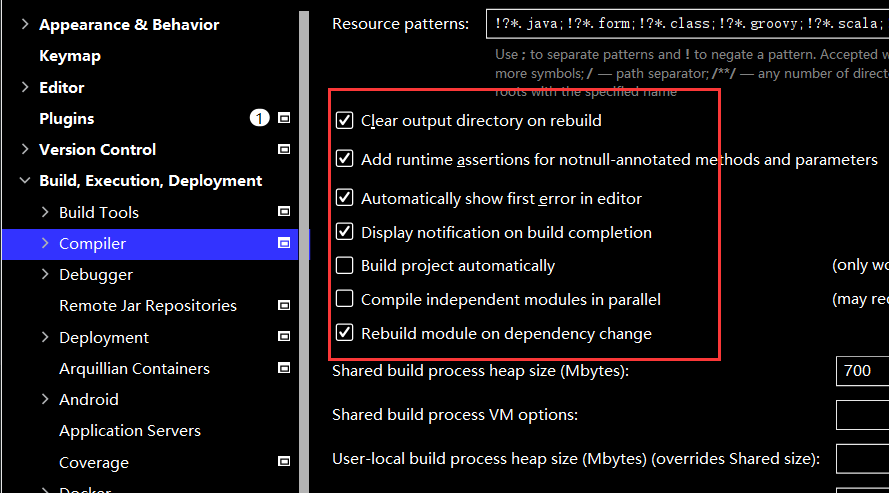 Appearance & Behavior
Keymap
Editor
Plugins 1
Version Control
Build, Execution, Deployment
Build Tools
Compiler
Debugger
Remote Jar Repositories
Deployment
Arquillian Containers
Android
Application Servers
Coverage
Docker
Resource patterns: !?*.java;!?*.form;!?*.class;!?*.groovy;!?*.scala;
Use ; to separate patterns and ! to negate a pattern. Accepted
more symbols; / — path separator; /**/ — any number of
roots with the specified name
Clear output directory on rebuild
Add runtime assertions for notnull-annotated methods and parameters
Automatically show first error in editor
Display notification on build completion
Build project automatically (only
Compile independent modules in parallel (may
Rebuild module on dependency change
Shared build process heap size (Mbytes): 700
Shared build process VM options:
User-local build process heap size (Mbytes) (overrides Shared size):